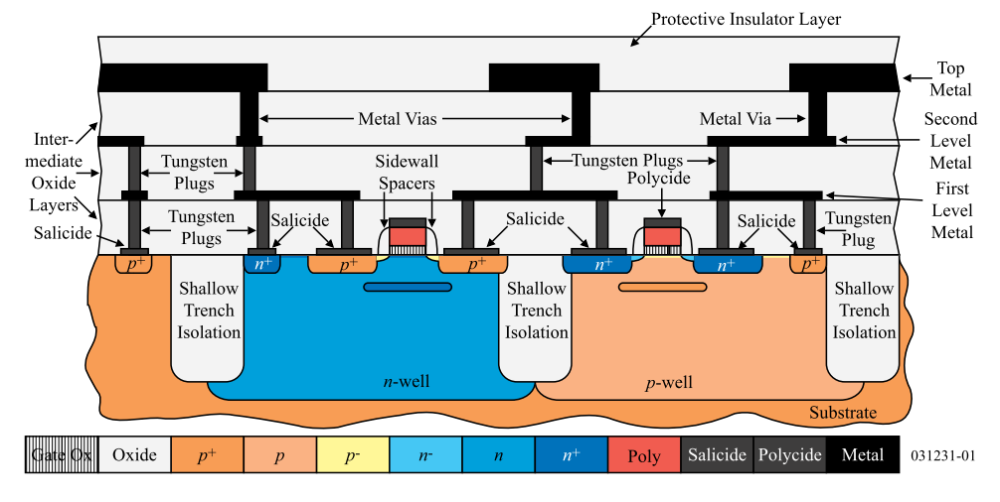 Protective Insulator Layer
Top
Metal
Metal Vias
Metal Via
Second
Level
Metal
Inter-
mediate
Oxide
Layers
Tungsten
Plugs
Sidewall
Spacers
Tungsten Plugs
Polycide
First
Level
Metal
Salicide
Tungsten
Plugs
Salicide
Salicide
Salicide
Tungsten
Plug
p+
n+
p+
p+
n+
n+
p+
Shallow
Trench
Isolation
Shallow
Trench
Isolation
Shallow
Trench
Isolation
n-well
p-well
Substrate
Gate Ox
Oxide
p+
p
p-
n-
n
n+
Poly
Salicide
Polycide
Metal
031231-01